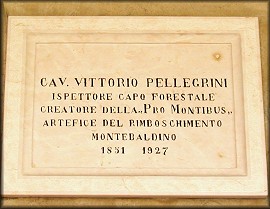 CAV. VITTORIO PELLEGRINI
ISPETTORE CAPO FORESTALE
CREATORE DELLA „PRO MONTIBUS„
ARTEFICE DEL RIMBOSCHIMENTO
MONTEBALDINO
1851 1927